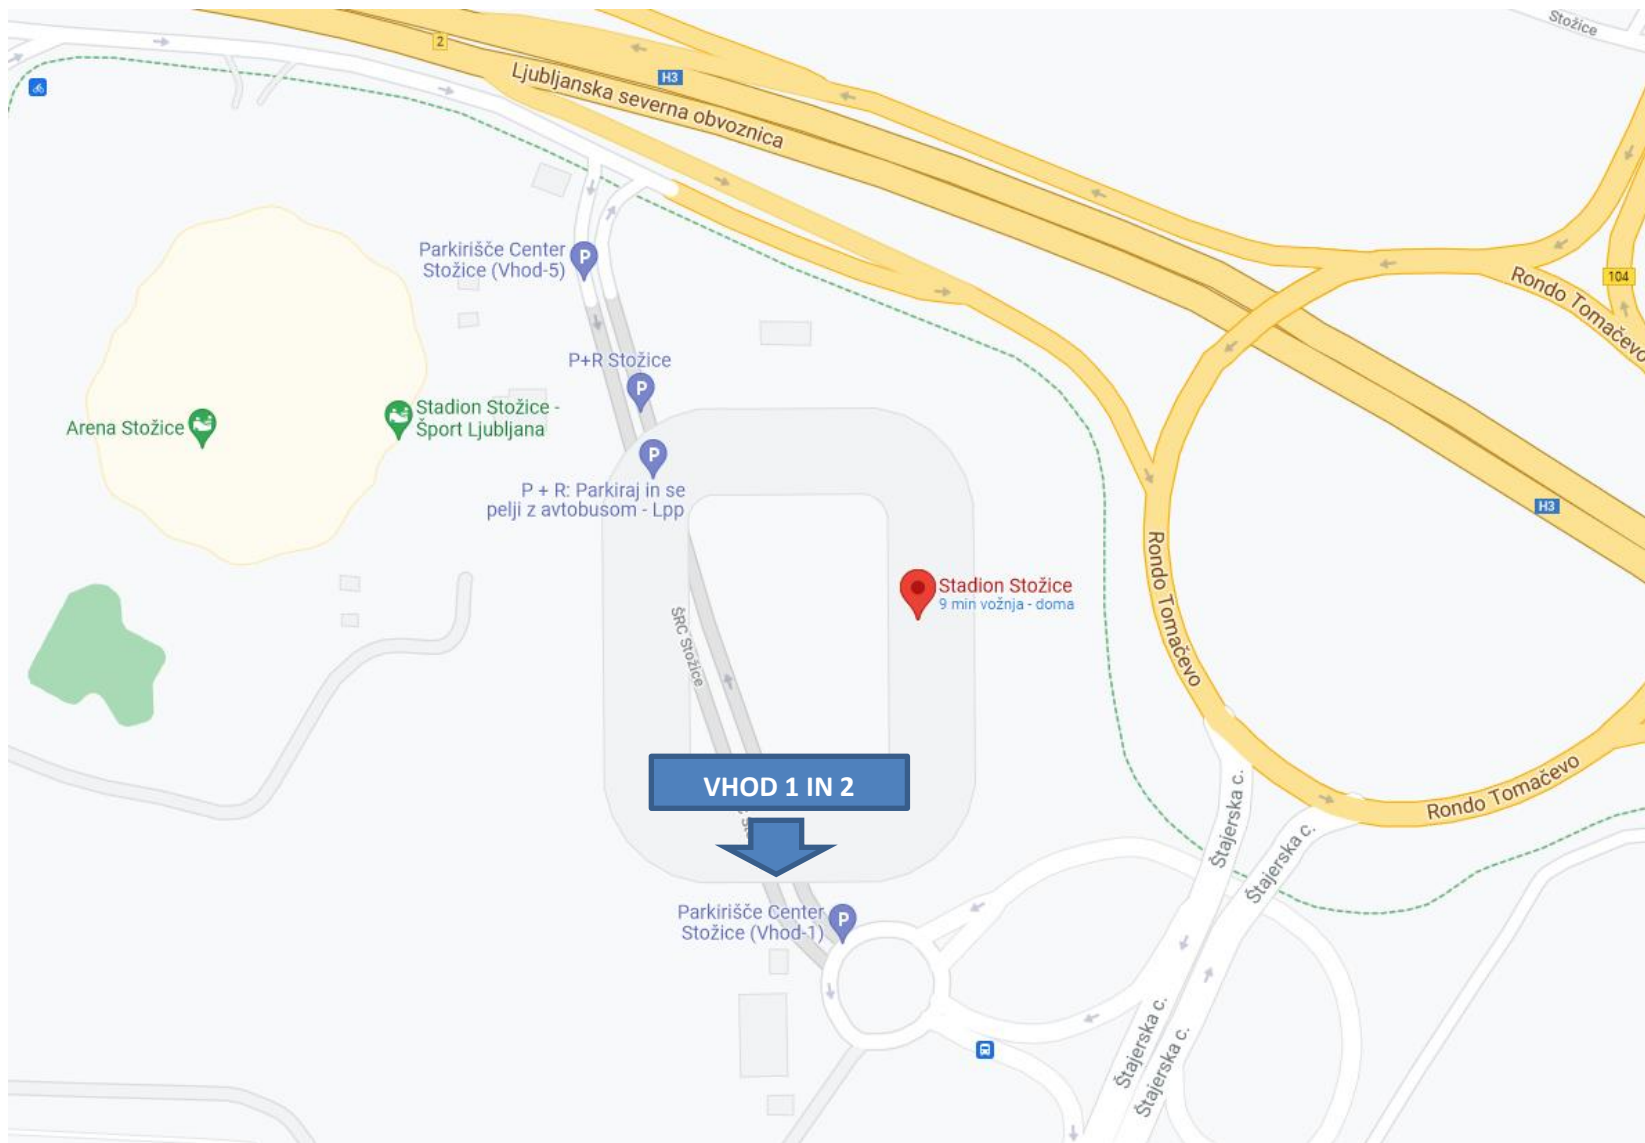 Stožice
2
H3
Ljubljanska severna obvoznica
Parkirišče Center
Stožice (Vhod-5)
Rondo Tomačevo
104
P+R Stožice
Arena Stožice
Stadion Stožice -
Šport Ljubljana
P
P
P
P + R: Parkiraj in se
pelji z avtobusom - Lpp
H3
Rondo Tomačevo
Stadion Stožice
9 min vožnja - doma
ŠRC Stožice
VHOD 1 IN 2
Rondo Tomačevo
Štajerska c.
Štajerska c.
Parkirišče Center
Stožice (Vhod-1)
P
Štajerska c.
Štajerska c.